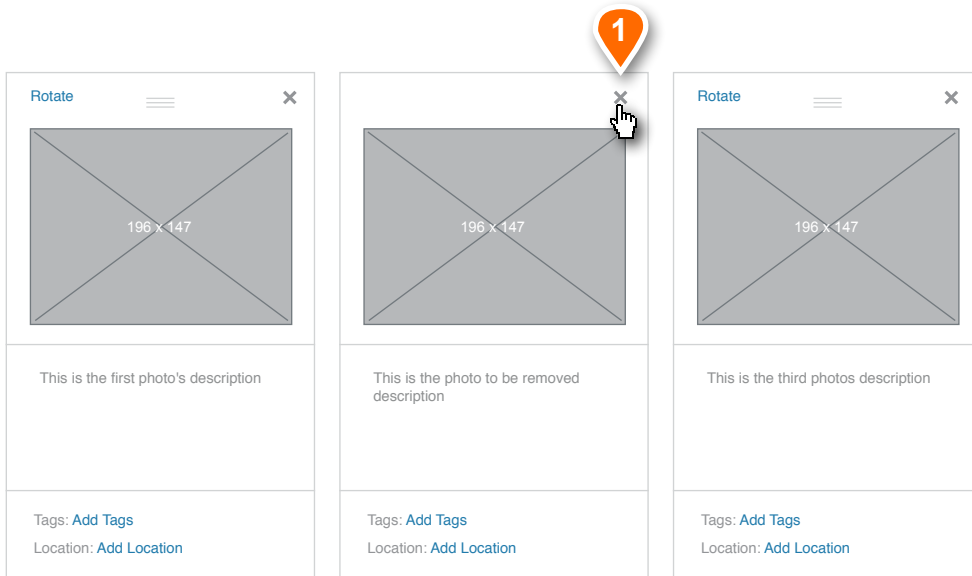 1
Rotate
Rotate
196 x 147
196 x 147
196 x 147
This is the first photo's description
This is the photo to be removed
description
This is the third photos description
Tags: Add Tags
Location: Add Location
Tags: Add Tags
Location: Add Location
Tags: Add Tags
Location: Add Location